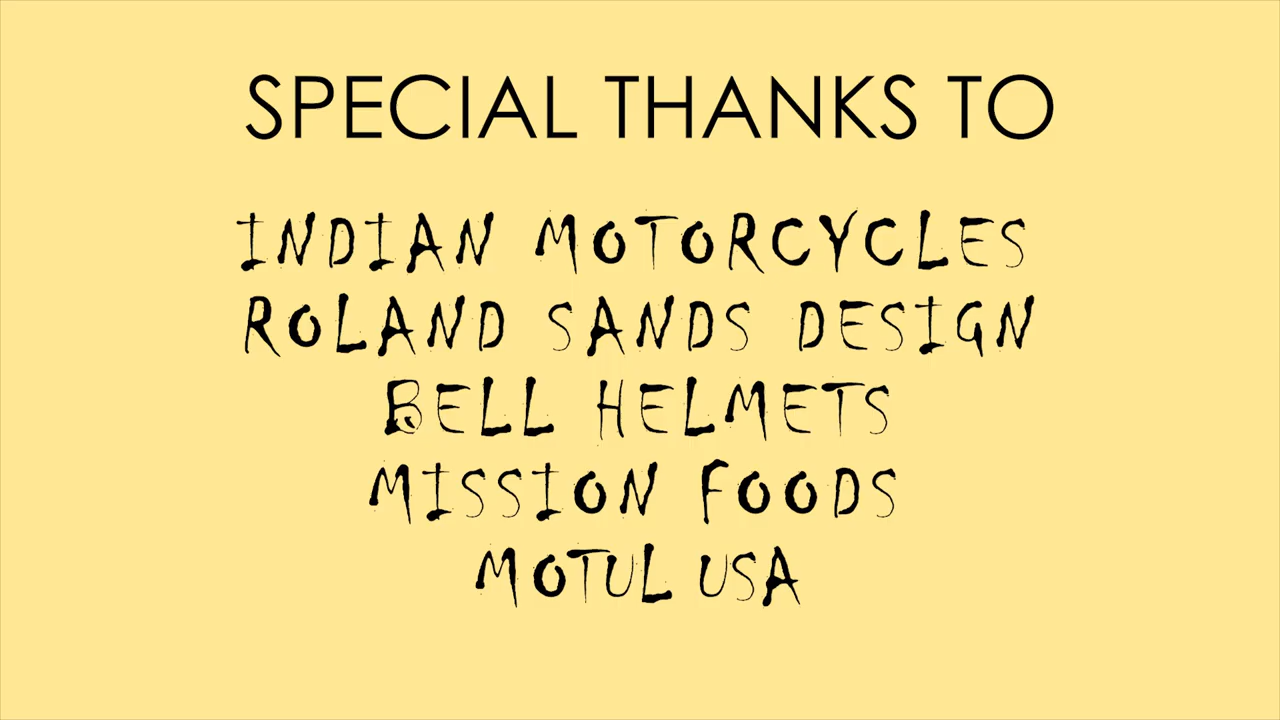 SPECIAL THANKS TO
INDIAN MOTORCYCLES
ROLAND SANDS DESIGN
BELL HELMETS
MISSION FOODS
MOTUL USA